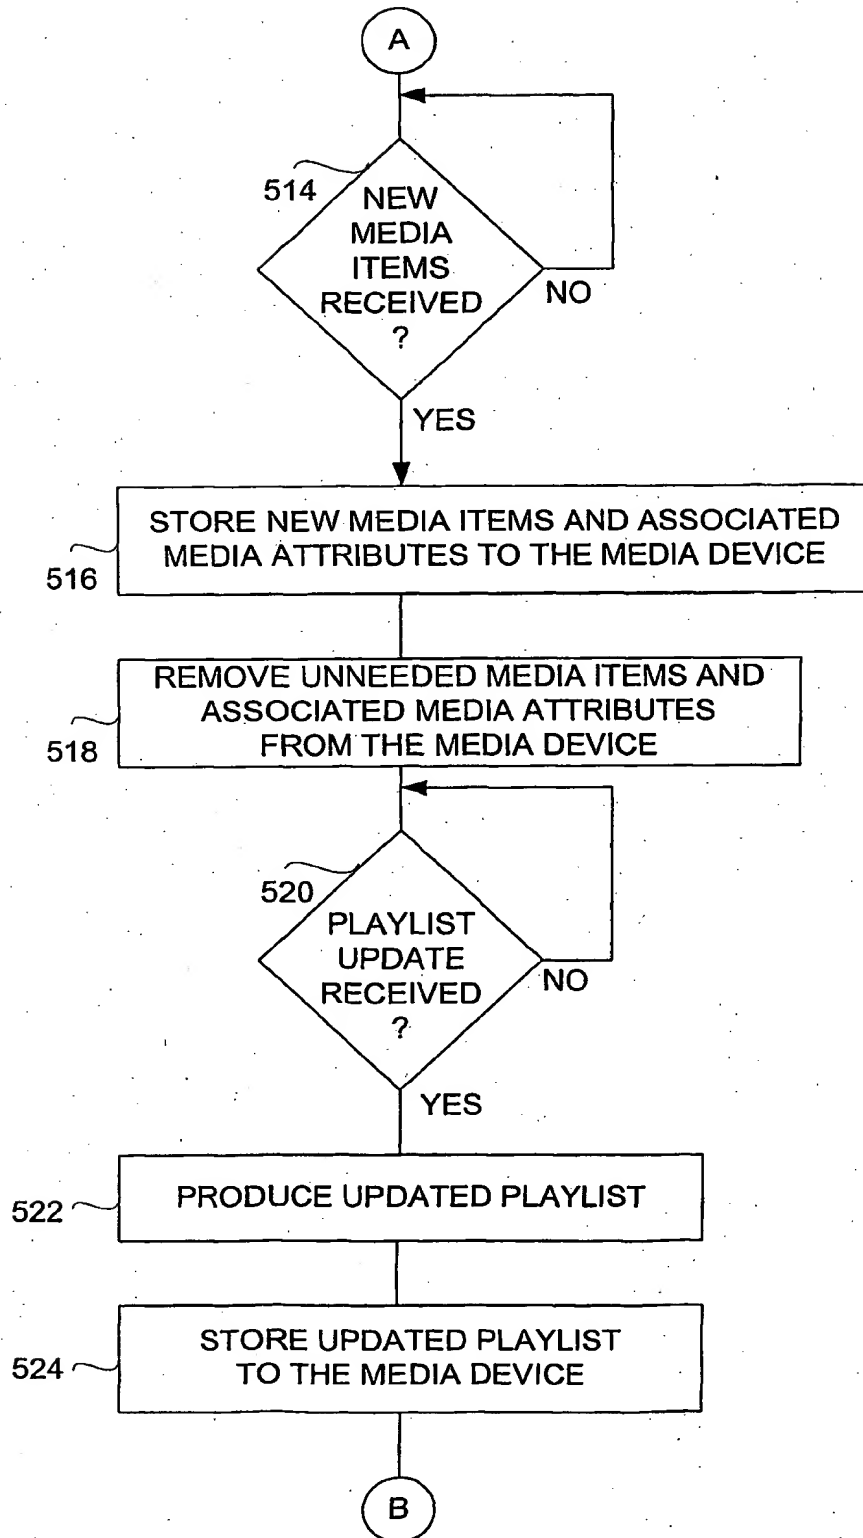 A
514
NEW
MEDIA
ITEMS
RECEIVED
?
NO
YES
STORE NEW MEDIA ITEMS AND ASSOCIATED
MEDIA ATTRIBUTES TO THE MEDIA DEVICE
516
REMOVE UNNEEDED MEDIA ITEMS AND
ASSOCIATED MEDIA ATTRIBUTES
FROM THE MEDIA DEVICE
518
520
PLAYLIST
UPDATE
RECEIVED
?
NO
YES
PRODUCE UPDATED PLAYLIST
522
STORE UPDATED PLAYLIST
TO THE MEDIA DEVICE
524
B